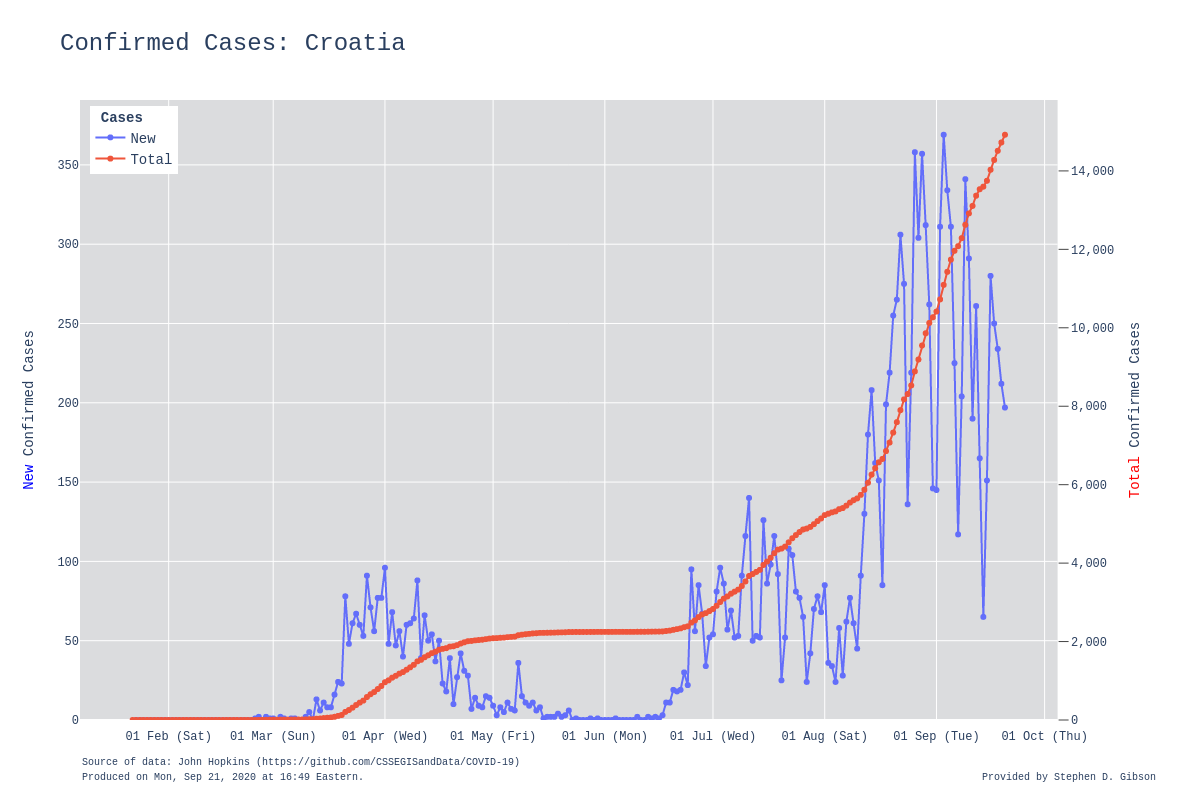 Confirmed Cases: Croatia
Cases
New
Total
350
300
250
200
150
100
50
0
14,000
12,000
10,000
8,000
6,000
4,000
2,000
0
New Confirmed Cases
Total Confirmed Cases
01 Feb (Sat) 01 Mar (Sun) 01 Apr (Wed) 01 May (Fri) 01 Jun (Mon) 01 Jul (Wed) 01 Aug (Sat) 01 Sep (Tue) 01 Oct (Thu)
Source of data: John Hopkins (https://github.com/CSSEGISandData/COVID-19)
Produced on Mon, Sep 21, 2020 at 16:49 Eastern.
Provided by Stephen D. Gibson